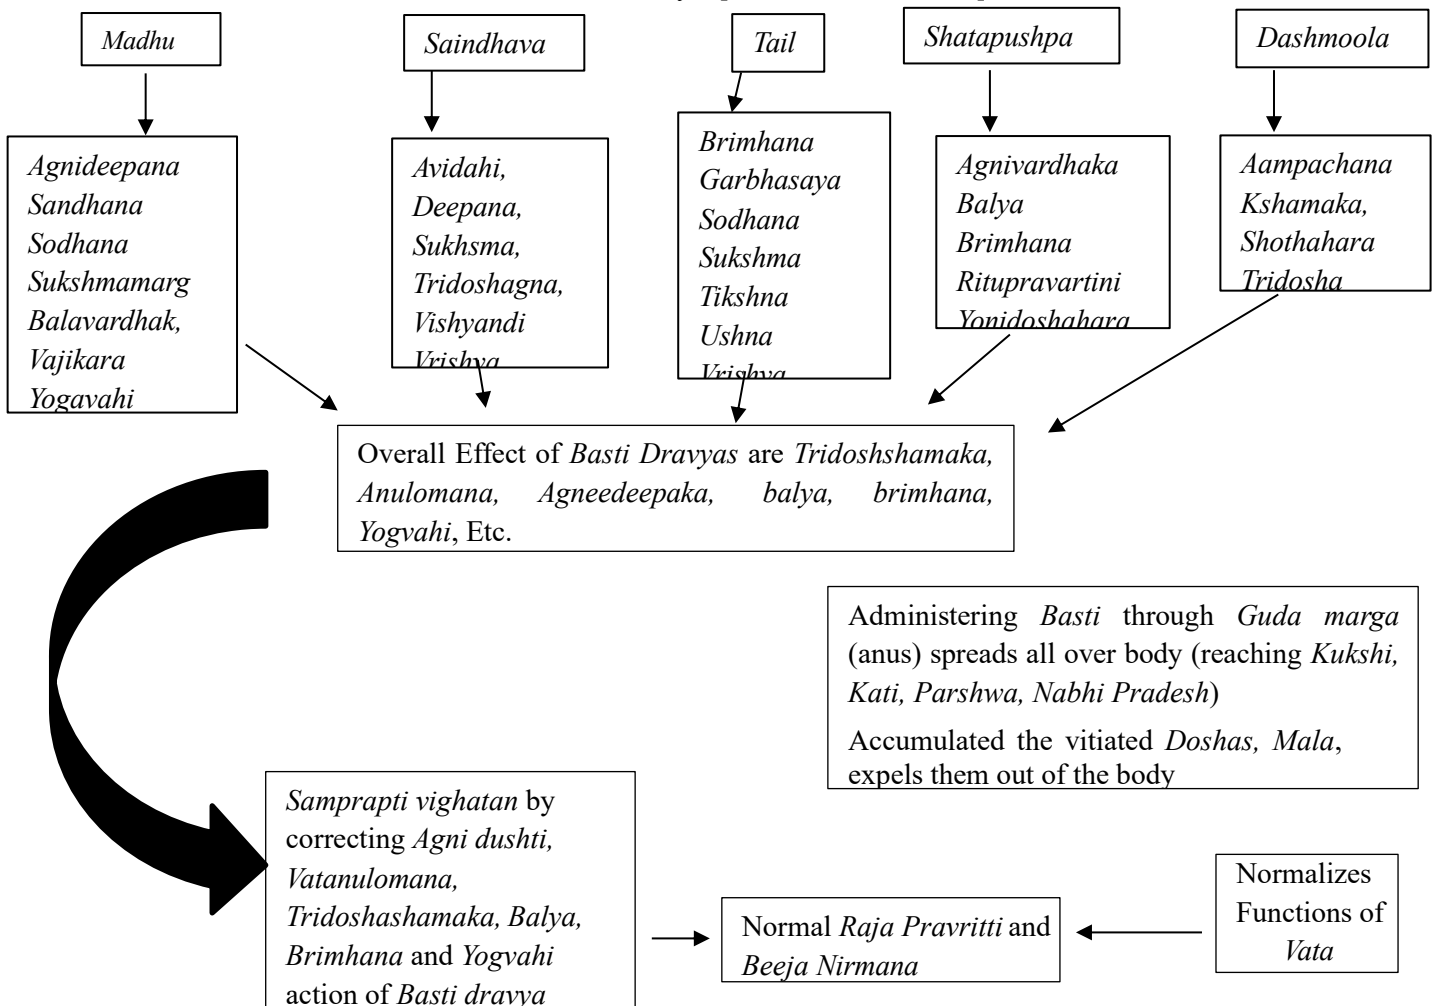 Madhu
Saindhava
Tail
Shatapushpa
Dashmoola
Agnideepana
Sandhana
Sodhana
Sukshmamarg
Balavardhak,
Vajikara
Yogavahi
Avidahi,
Deepana,
Sukhsma,
Tridoshagna,
Vishyandi
Vrishya
Brimhana
Garbhasaya
Sodhana
Sukshma
Tikshna
Ushna
Vrishya
Agnivardhaka
Balya
Brimhana
Ritupravartini
Yonidoshahara
Aampachana
Kshamaka,
Shothahara
Tridosha
Overall Effect of Basti Dravyas are Tridoshshamaka,
Anulomana, Agneedeepaka, balya, brimhana,
Yogvahi, Etc.
Administering Basti through Guda marga
(anus) spreads all over body (reaching Kukshi,
Kati, Parshwa, Nabhi Pradesh)
Accumulated the vitiated Doshas, Mala,
expels them out of the body
Samprapti vighatan by
correcting Agni dushti,
Vatanulomana,
Tridoshashamaka, Balya,
Brimhana and Yogvahi
action of Basti dravya
Normal Raja Pravritti and
Beeja Nirmana
Normalizes
Functions of
Vata